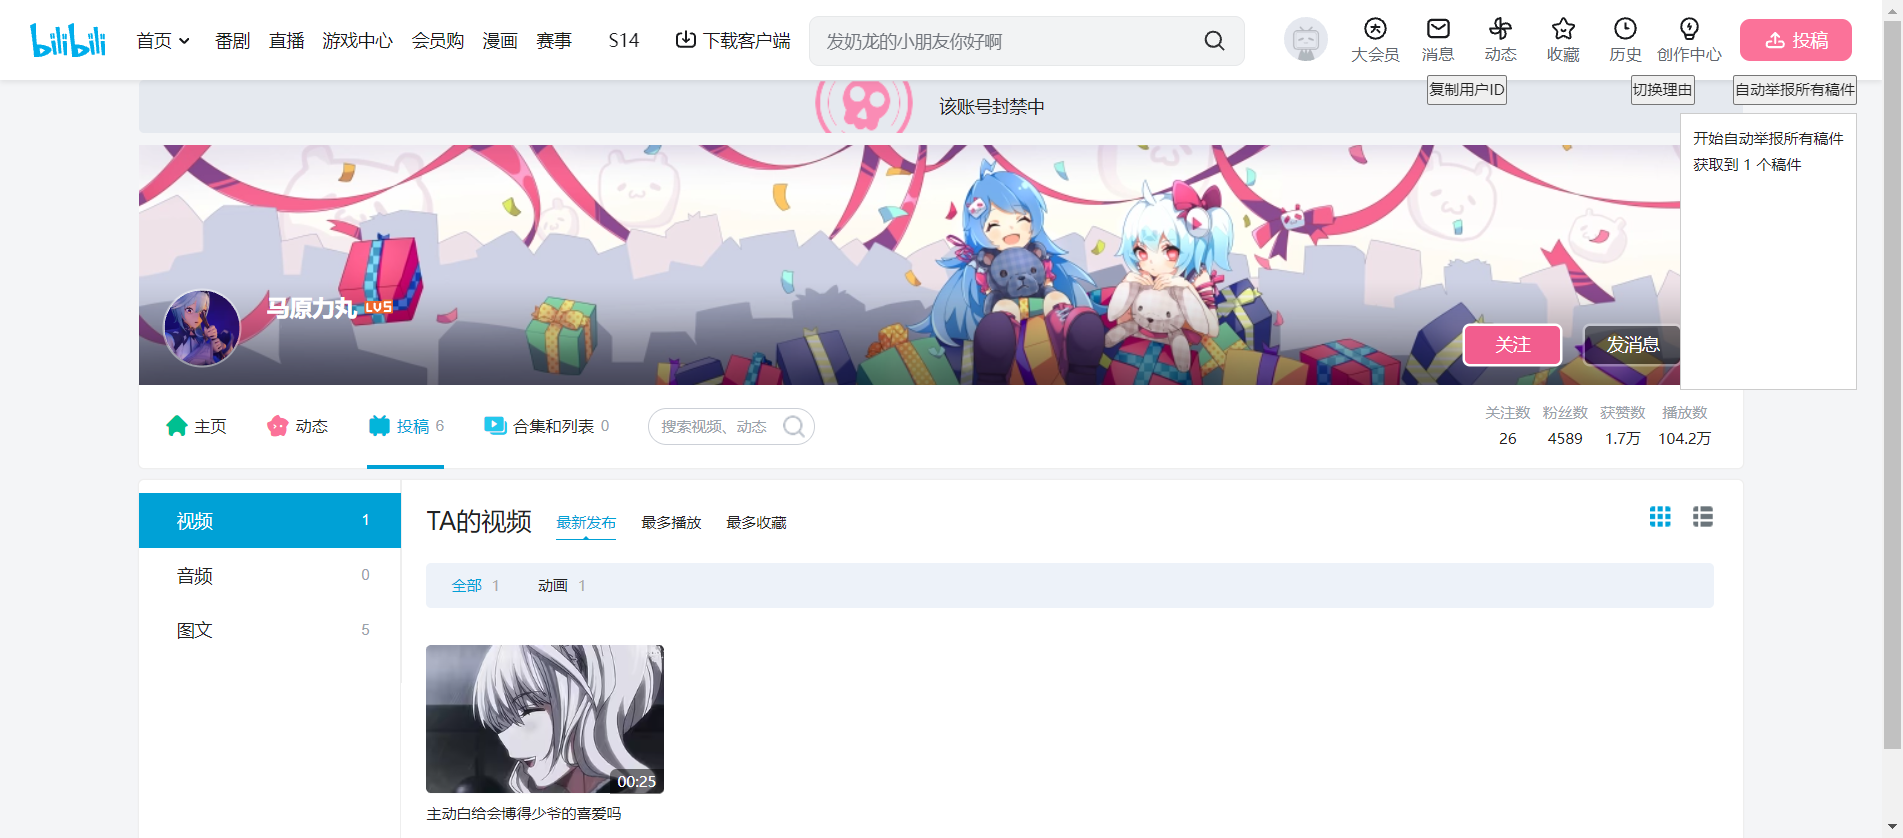 bilibili
首页 番剧 直播 游戏中心 会员购 漫画 赛事 S14 下载客户端
发奶龙的小朋友你好啊
大会员 消息 动态 收藏 历史 创作中心 投稿
复制用户ID 切换理由 自动举报所有稿件
该账号封禁中
开始自动举报所有稿件
获取到 1 个稿件
马原力丸 LV5
关注 发消息
主页 动态 投稿 6 合集和列表 0 搜索视频、动态
关注数 粉丝数 获赞数 播放数
26 4589 1.7万 104.2万
视频 1
音频 0
图文 5
TA的视频 最新发布 最多播放 最多收藏
全部 1 动画 1
00:25
主动白给会博得少爷的喜爱吗